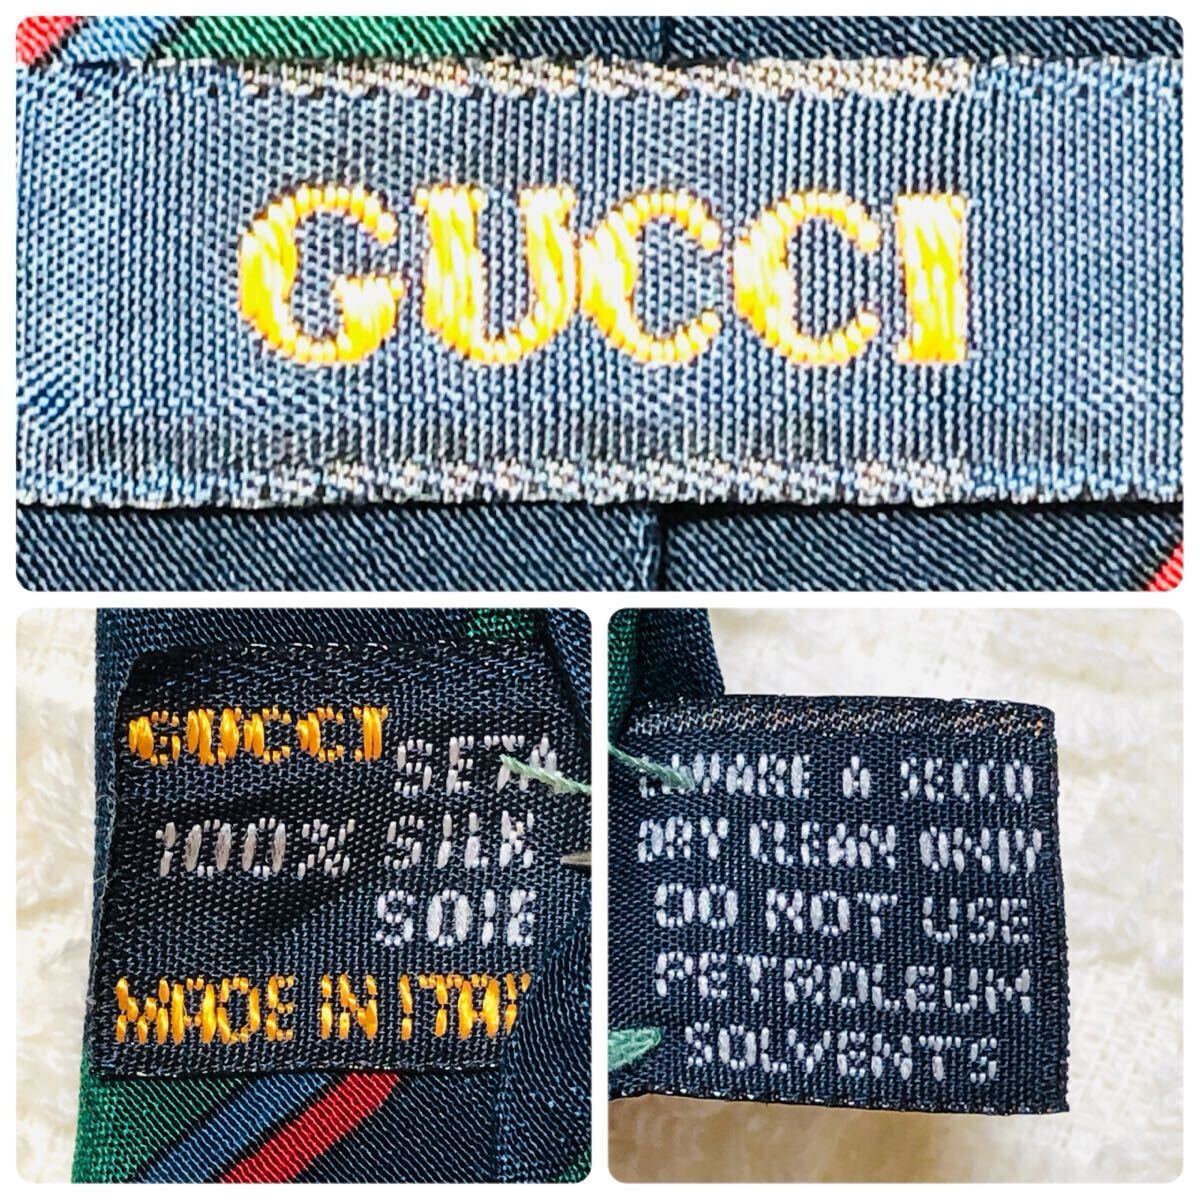 GUCCI
GUCCI
SETA
100% SILK
SOIE
MADE IN ITALY
LAVARE A SECCO
DRY CLEAN ONLY
DO NOT USE
PETROLEUM
SOLVENTS